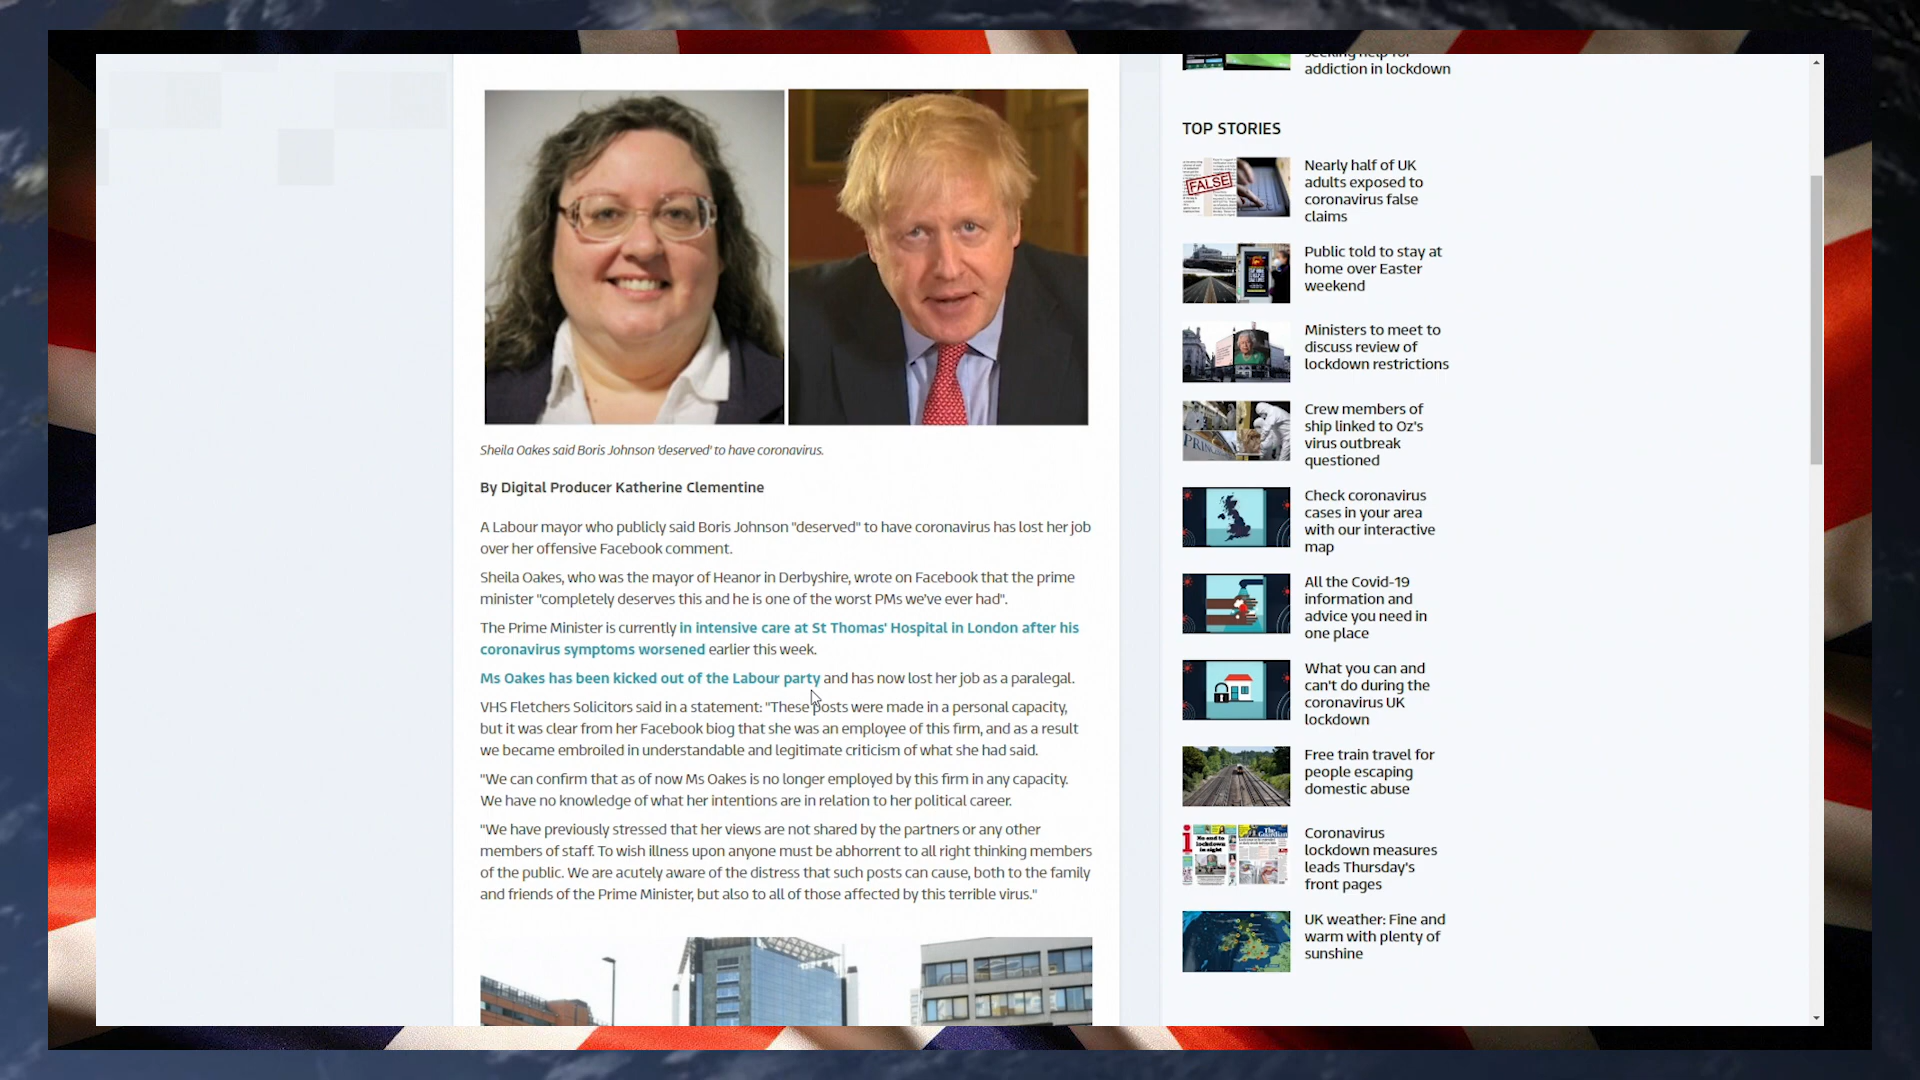 Sheila Oakes said Boris Johnson 'deserved' to have coronavirus.
By Digital Producer Katherine Clementine
A Labour mayor who publicly said Boris Johnson "deserved" to have coronavirus has lost her job
over her offensive Facebook comment.
Sheila Oakes, who was the mayor of Heanor in Derbyshire, wrote on Facebook that the prime
minister "completely deserves this and he is one of the worst PMs we've ever had".
The Prime Minister is currently in intensive care at St Thomas' Hospital in London after his
coronavirus symptoms worsened earlier this week.
Ms Oakes has been kicked out of the Labour party and has now lost her job as a paralegal.
VHS Fletchers Solicitors said in a statement: "These posts were made in a personal capacity,
but it was clear from her Facebook biog that she was an employee of this firm, and as a result
we became embroiled in understandable and legitimate criticism of what she had said.
"We can confirm that as of now Ms Oakes is no longer employed by this firm in any capacity.
We have no knowledge of what her intentions are in relation to her political career.
"We have previously stressed that her views are not shared by the partners or any other
members of staff. To wish illness upon anyone must be abhorrent to all right thinking members
of the public. We are acutely aware of the distress that such posts can cause, both to the family
and friends of the Prime Minister, but also to all of those affected by this terrible virus."
seeking help for
addiction in lockdown
TOP STORIES
FALSE
Nearly half of UK
adults exposed to
coronavirus false
claims
Public told to stay at
home over Easter
weekend
Ministers to meet to
discuss review of
lockdown restrictions
Crew members of
ship linked to Oz's
virus outbreak
questioned
Check coronavirus
cases in your area
with our interactive
map
All the Covid-19
information and
advice you need in
one place
What you can and
can't do during the
coronavirus UK
lockdown
Free train travel for
people escaping
domestic abuse
Coronavirus
lockdown measures
leads Thursday's
front pages
UK weather: Fine and
warm with plenty of
sunshine